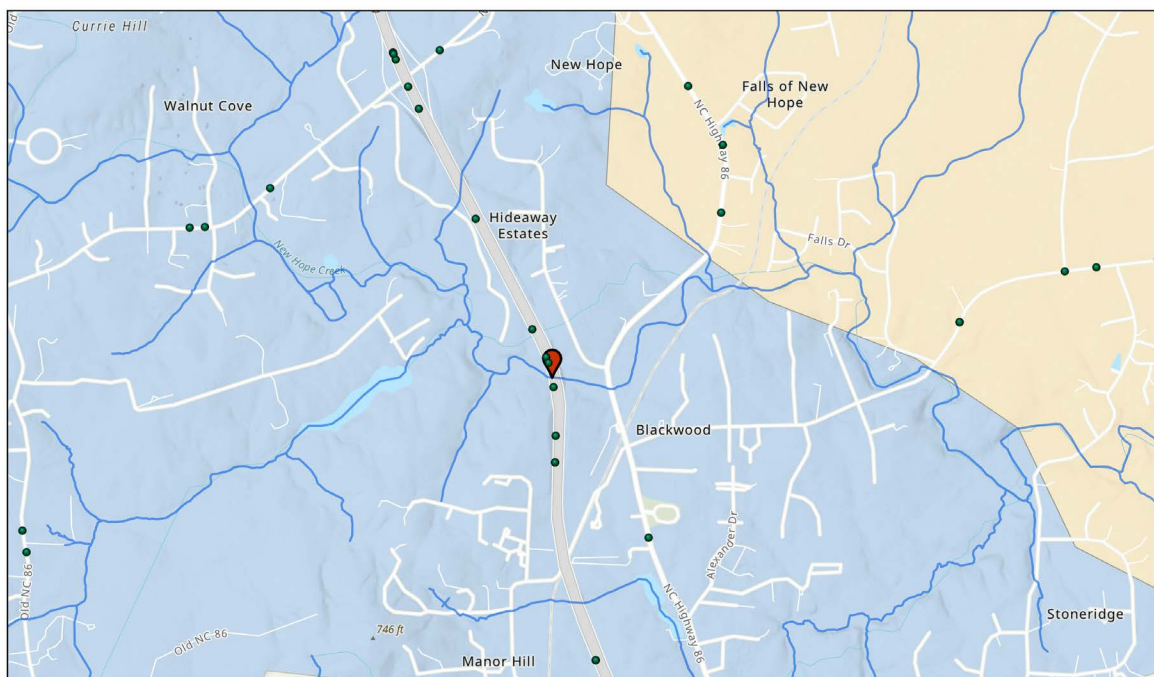 Currie Hill
New Hope
Falls of New
Hope
Walnut Cove
NC Highway 86
Hideaway
Estates
Falls Dr
New Hope Creek
Blackwood
Alexander Dr
Old NC 86
NC Highway 86
Stoneridge
746 ft
Old NC 86
Manor Hill